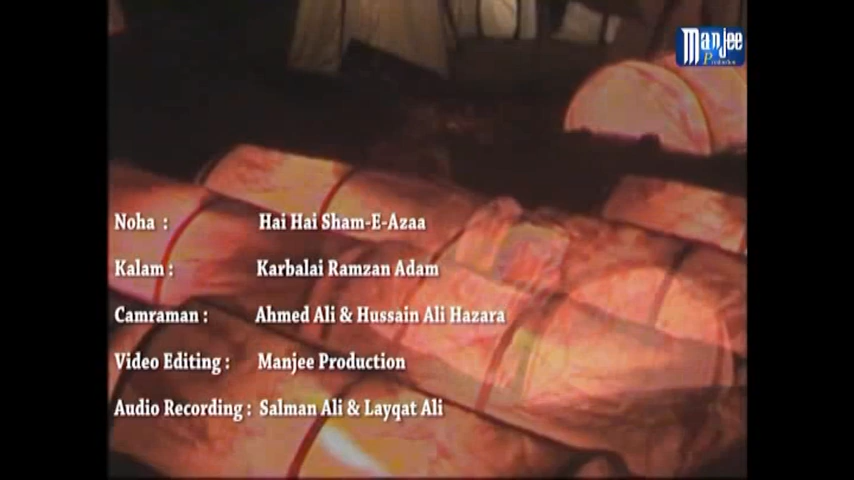 Manjee
Production
Noha : Hai Hai Sham-E-Azaa
Kalam : Karbalai Ramzan Adam
Camraman : Ahmed Ali & Hussain Ali Hazara
Video Editing : Manjee Production
Audio Recording : Salman Ali & Layqat Ali